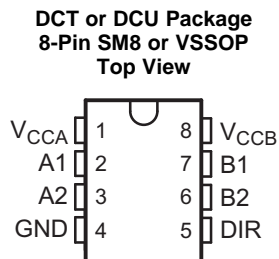 DCT or DCU Package
8-Pin SM8 or VSSOP
Top View
VCCA 1 8 VCCB
A1 2 7 B1
A2 3 6 B2
GND 4 5 DIR